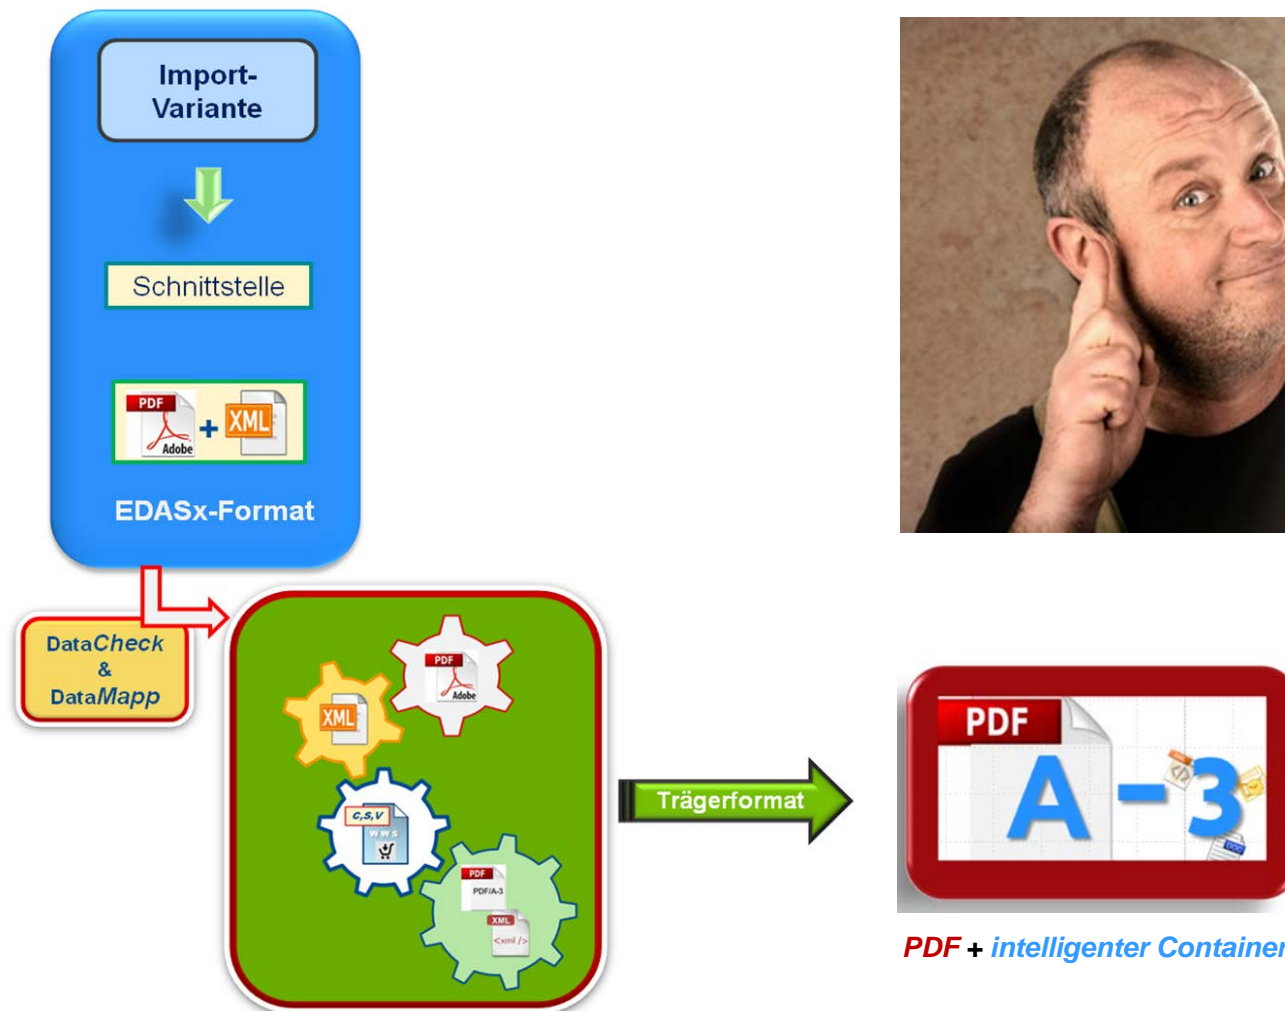 Import-
Variante
Schnittstelle
PDF
Adobe
+
XML
EDASx-Format
DataCheck
&
DataMapp
PDF
Adobe
XML
C,S,V
W W S
PDF
PDF/A-3
XML
<xml />
Trägerformat
PDF
A-3
</>
DOC
PDF + intelligenter Container